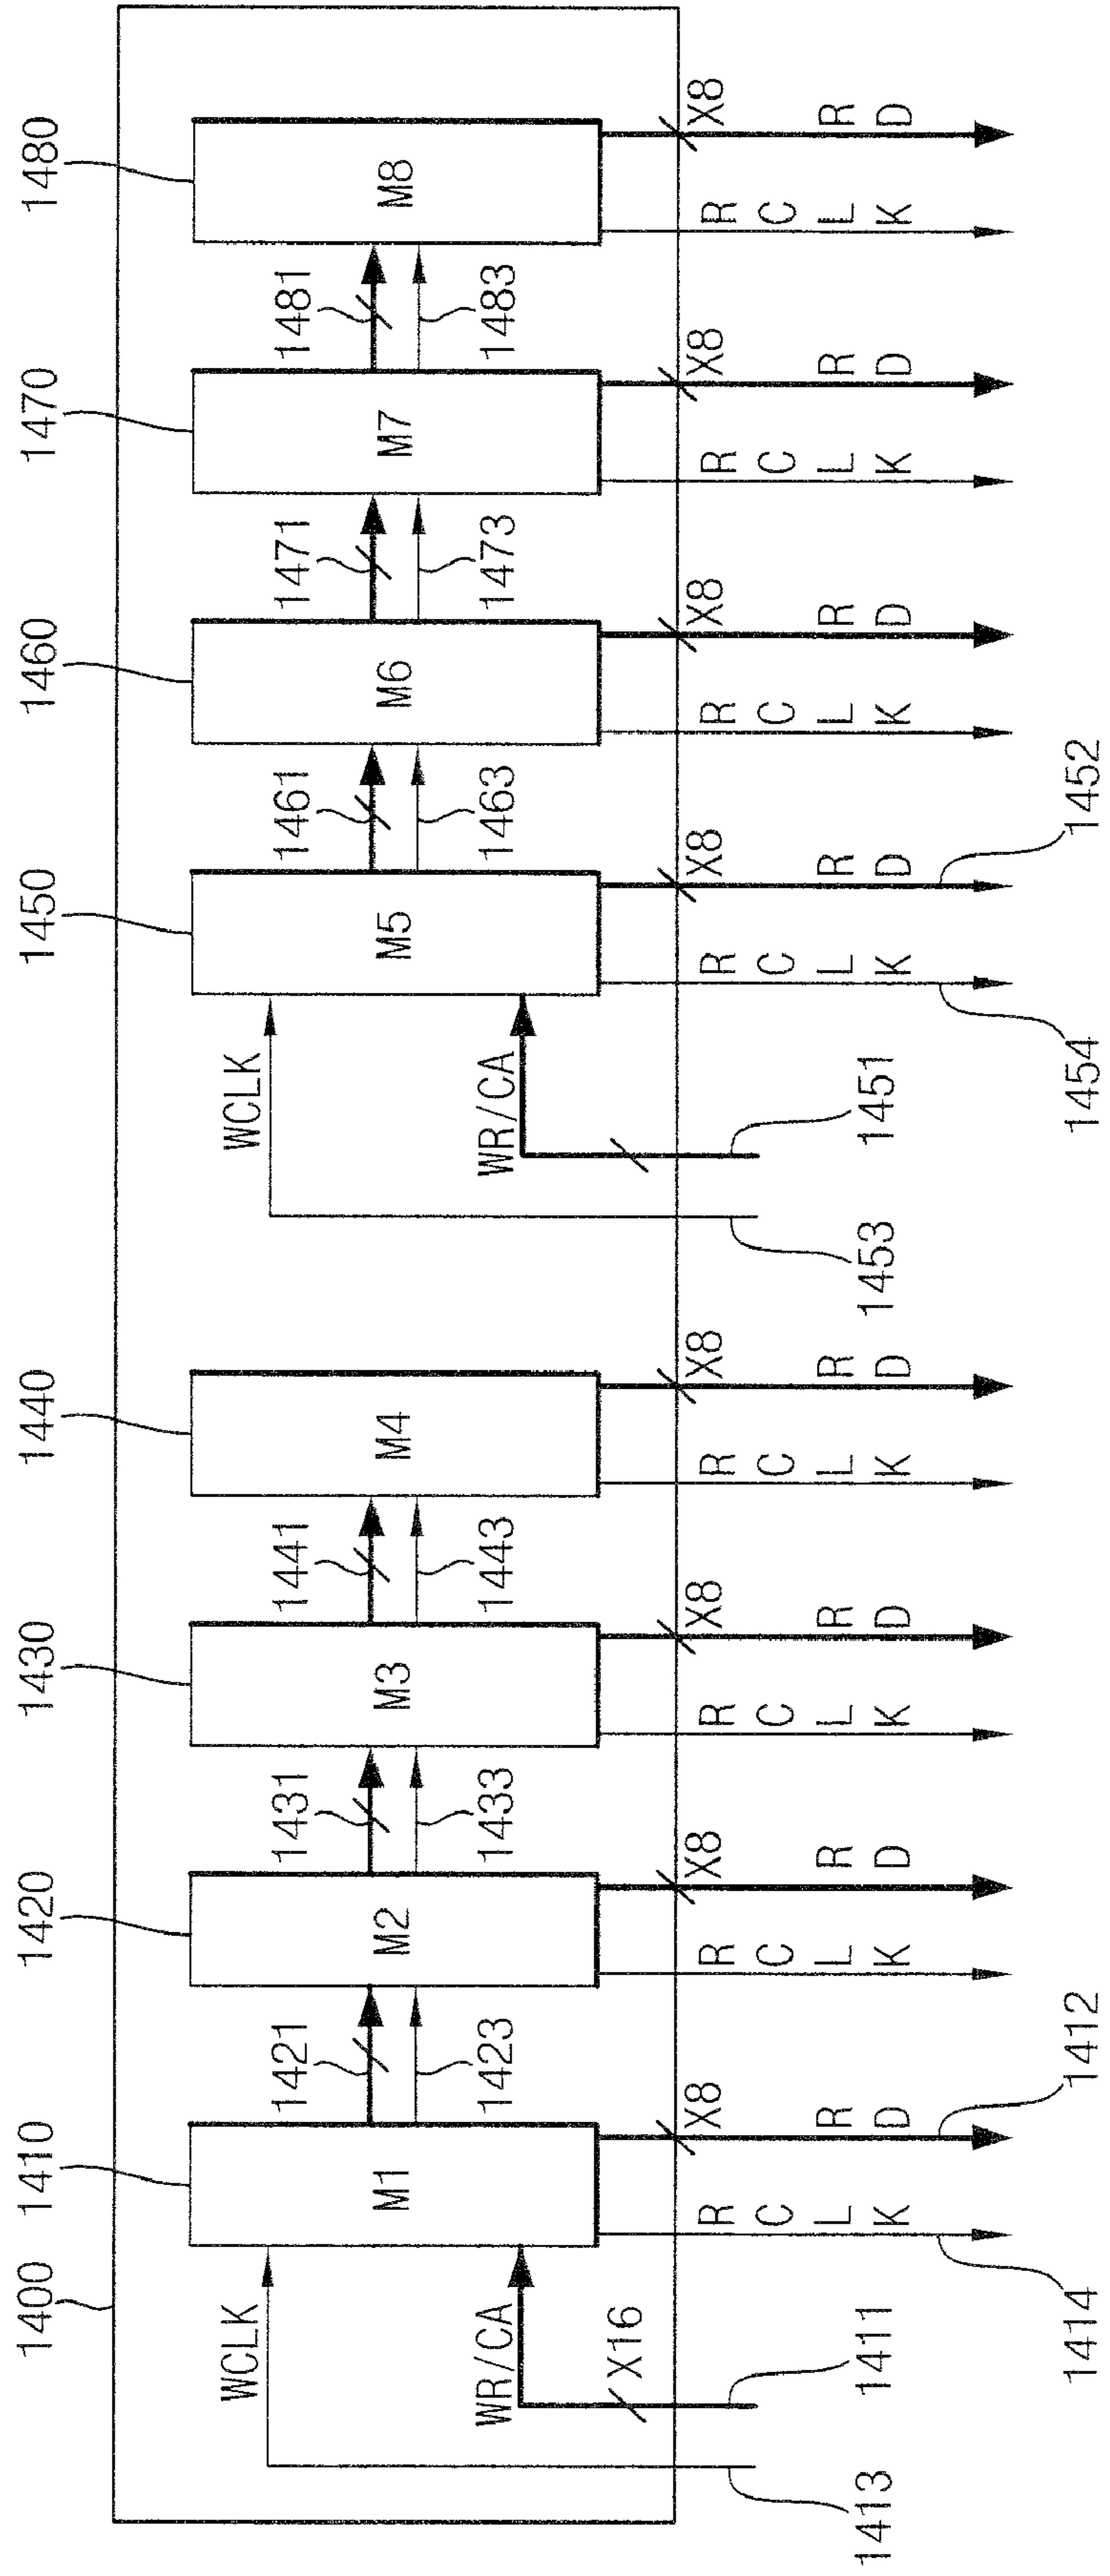 1400
1410
1420
1430
1440
1450
1460
1470
1480
WCLK
WCLK
1421
1431
1441
1461
1471
1481
M1
M2
M3
M4
M5
M6
M7
M8
1423
1433
1443
1463
1473
1483
WR/CA
WR/CA
X16
X8
X8
X8
X8
X8
X8
X8
X8
RCLK
RD
RCLK
RD
RCLK
RD
RCLK
RD
RCLK
RD
RCLK
RD
RCLK
RD
RCLK
RD
1413
1411
1453
1451
1414
1412
1454
1452